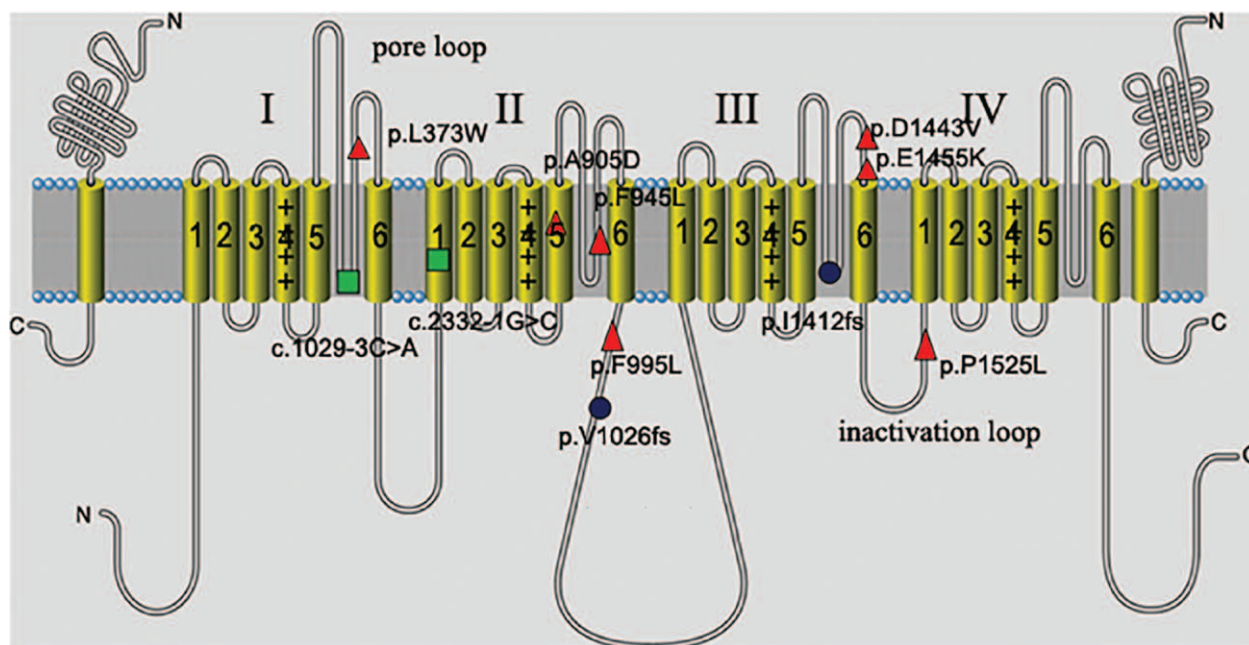 N
N
pore loop
I
II
III
IV
p.L373W
p.A905D
p.F945L
p.D1443V
p.E1455K
1 2 3 4 5 6
1 2 3 4 5 6
1 2 3 4 5 6
1 2 3 4 5 6
+ + + +
+ + + +
+ + + +
+ + + +
C
C
c.1029-3C>A
c.2332-1G>C
p.I1412fs
p.F995L
p.P1525L
p.V1026fs
inactivation loop
C
N